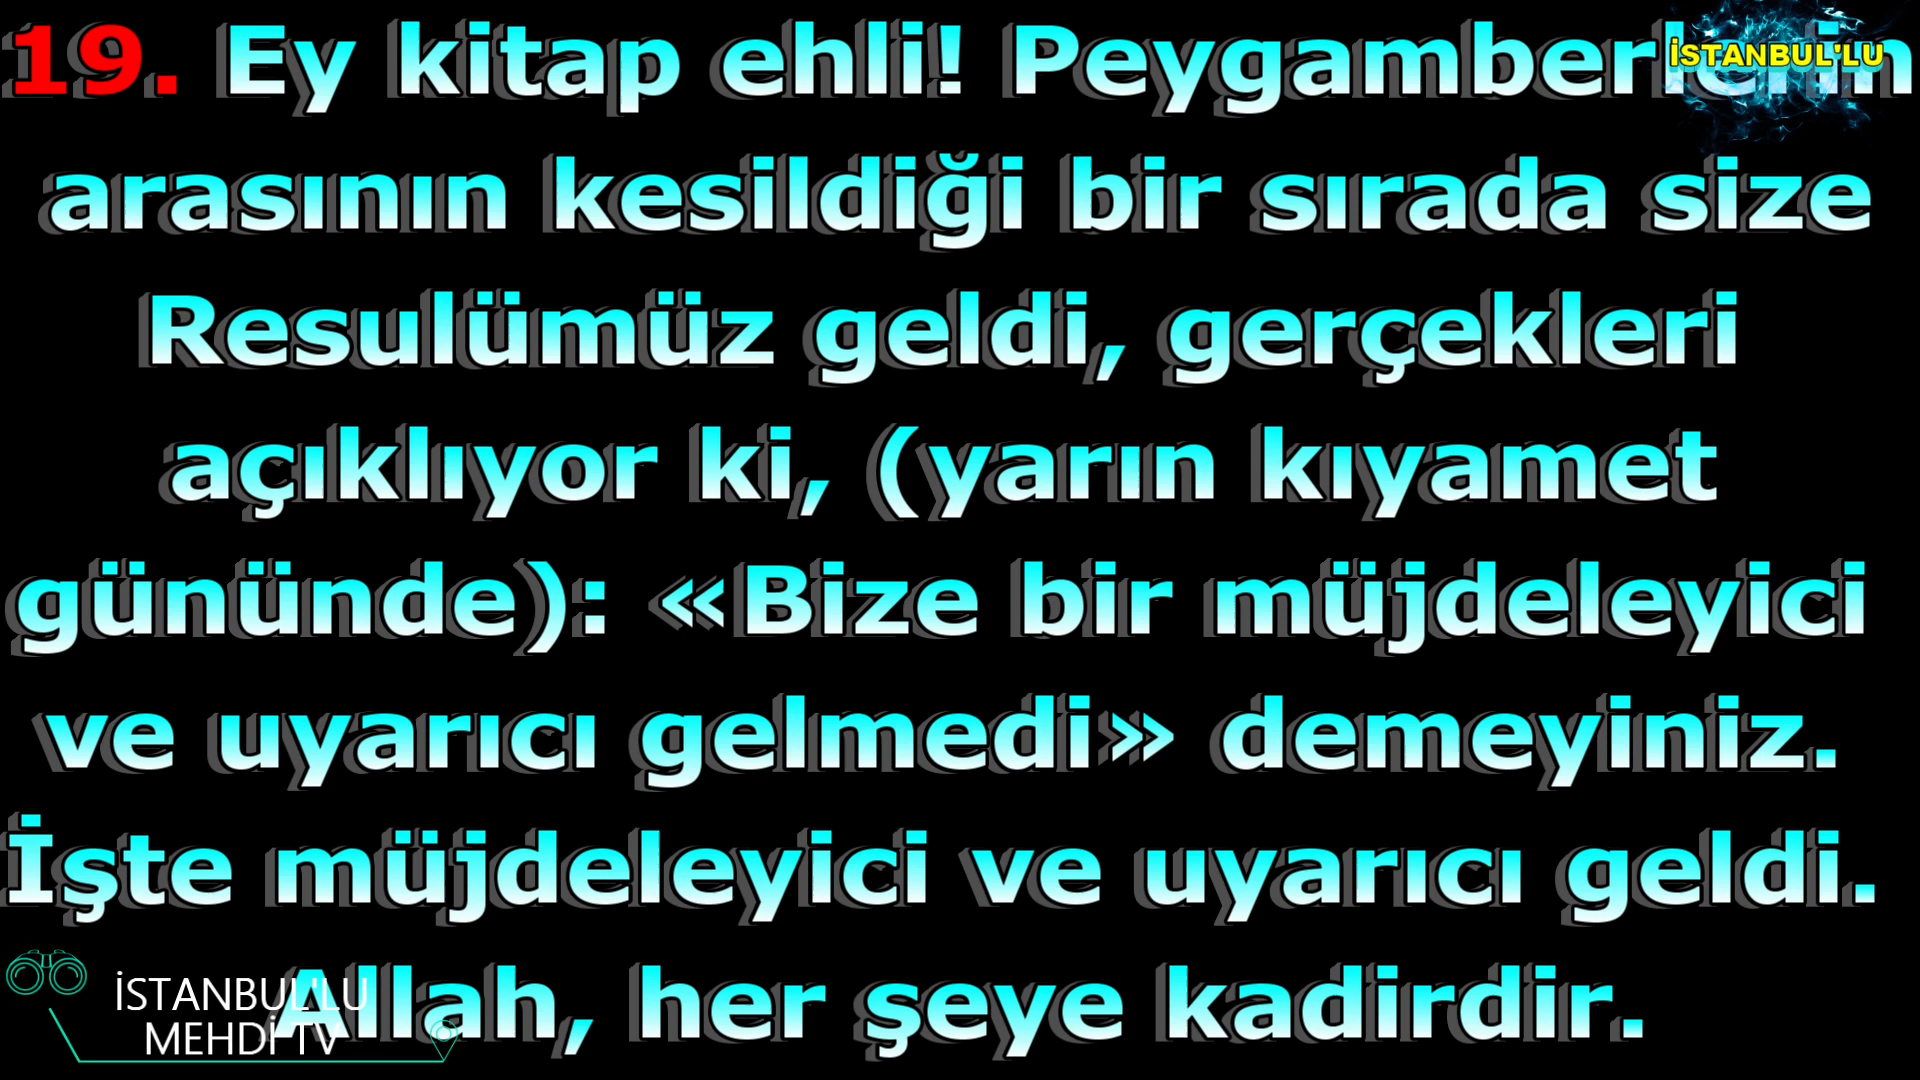 19. Ey kitap ehli! Peygamberlerin
İSTANBUL'LU
arasının kesildiği bir sırada size
Resulümüz geldi, gerçekleri
açıklıyor ki, (yarın kıyamet
gününde): «Bize bir müjdeleyici
ve uyarıcı gelmedi» demeyiniz.
İşte müjdeleyici ve uyarıcı geldi.
Allah, her şeye kadirdir.
İSTANBUL'LU
MEHDİ TV